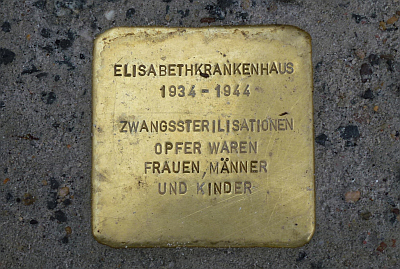 ELISABETHKRANKENHAUS
1934 - 1944
ZWANGSSTERILISATIONEN
OPFER WAREN
FRAUEN, MÄNNER
UND KINDER